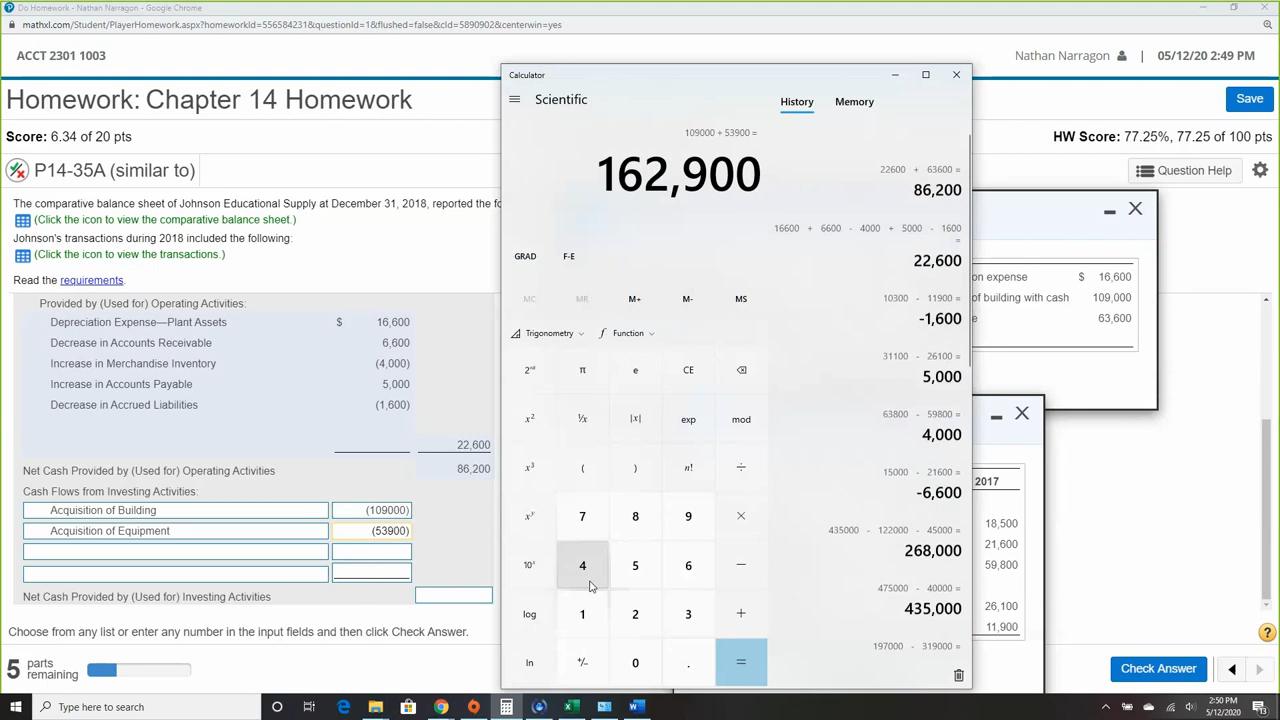 Do Homework - Nathan Narragon - Google Chrome
mathxl.com/Student/PlayerHomework.aspx?homeworkId=556584231&questionId=1&flushed=false&cId=5890902&centerwin=yes
ACCT 2301 1003
Nathan Narragon
05/12/20 2:49 PM
Homework: Chapter 14 Homework
Save
Score: 6.34 of 20 pts
HW Score: 77.25%, 77.25 of 100 pts
P14-35A (similar to)
Question Help
The comparative balance sheet of Johnson Educational Supply at December 31, 2018, reported the fo
(Click the icon to view the comparative balance sheet.)
Johnson's transactions during 2018 included the following:
(Click the icon to view the transactions.)
Read the requirements.
Provided by (Used for) Operating Activities:
Depreciation Expense—Plant Assets $ 16,600
Decrease in Accounts Receivable 6,600
Increase in Merchandise Inventory (4,000)
Increase in Accounts Payable 5,000
Decrease in Accrued Liabilities (1,600)
22,600
Net Cash Provided by (Used for) Operating Activities 86,200
Cash Flows from Investing Activities:
Acquisition of Building (109000)
Acquisition of Equipment (53900)
Net Cash Provided by (Used for) Investing Activities
Choose from any list or enter any number in the input fields and then click Check Answer.
5 parts remaining
Check Answer
Calculator
Scientific
History
Memory
109000 + 53900 =
162,900
GRAD
F-E
MC
MR
M+
M-
MS
Trigonometry
Function
2ⁿᵈ π e CE
x² ¹/x |x| exp mod
x³ ( ) n! ÷
xʸ 7 8 9 ×
10ˣ 4 5 6 −
log 1 2 3 +
ln +/- 0 . =
22600 + 63600 =
86,200
16600 + 6600 - 4000 + 5000 - 1600
=
22,600
10300 - 11900 =
-1,600
31100 - 26100 =
5,000
63800 - 59800 =
4,000
15000 - 21600 =
-6,600
435000 - 122000 - 45000 =
268,000
475000 - 40000 =
435,000
197000 - 319000 =
on expense $ 16,600
of building with cash 109,000
e 63,600
2017
18,500
21,600
59,800
26,100
11,900
Type here to search
2:50 PM
5/12/2020
13